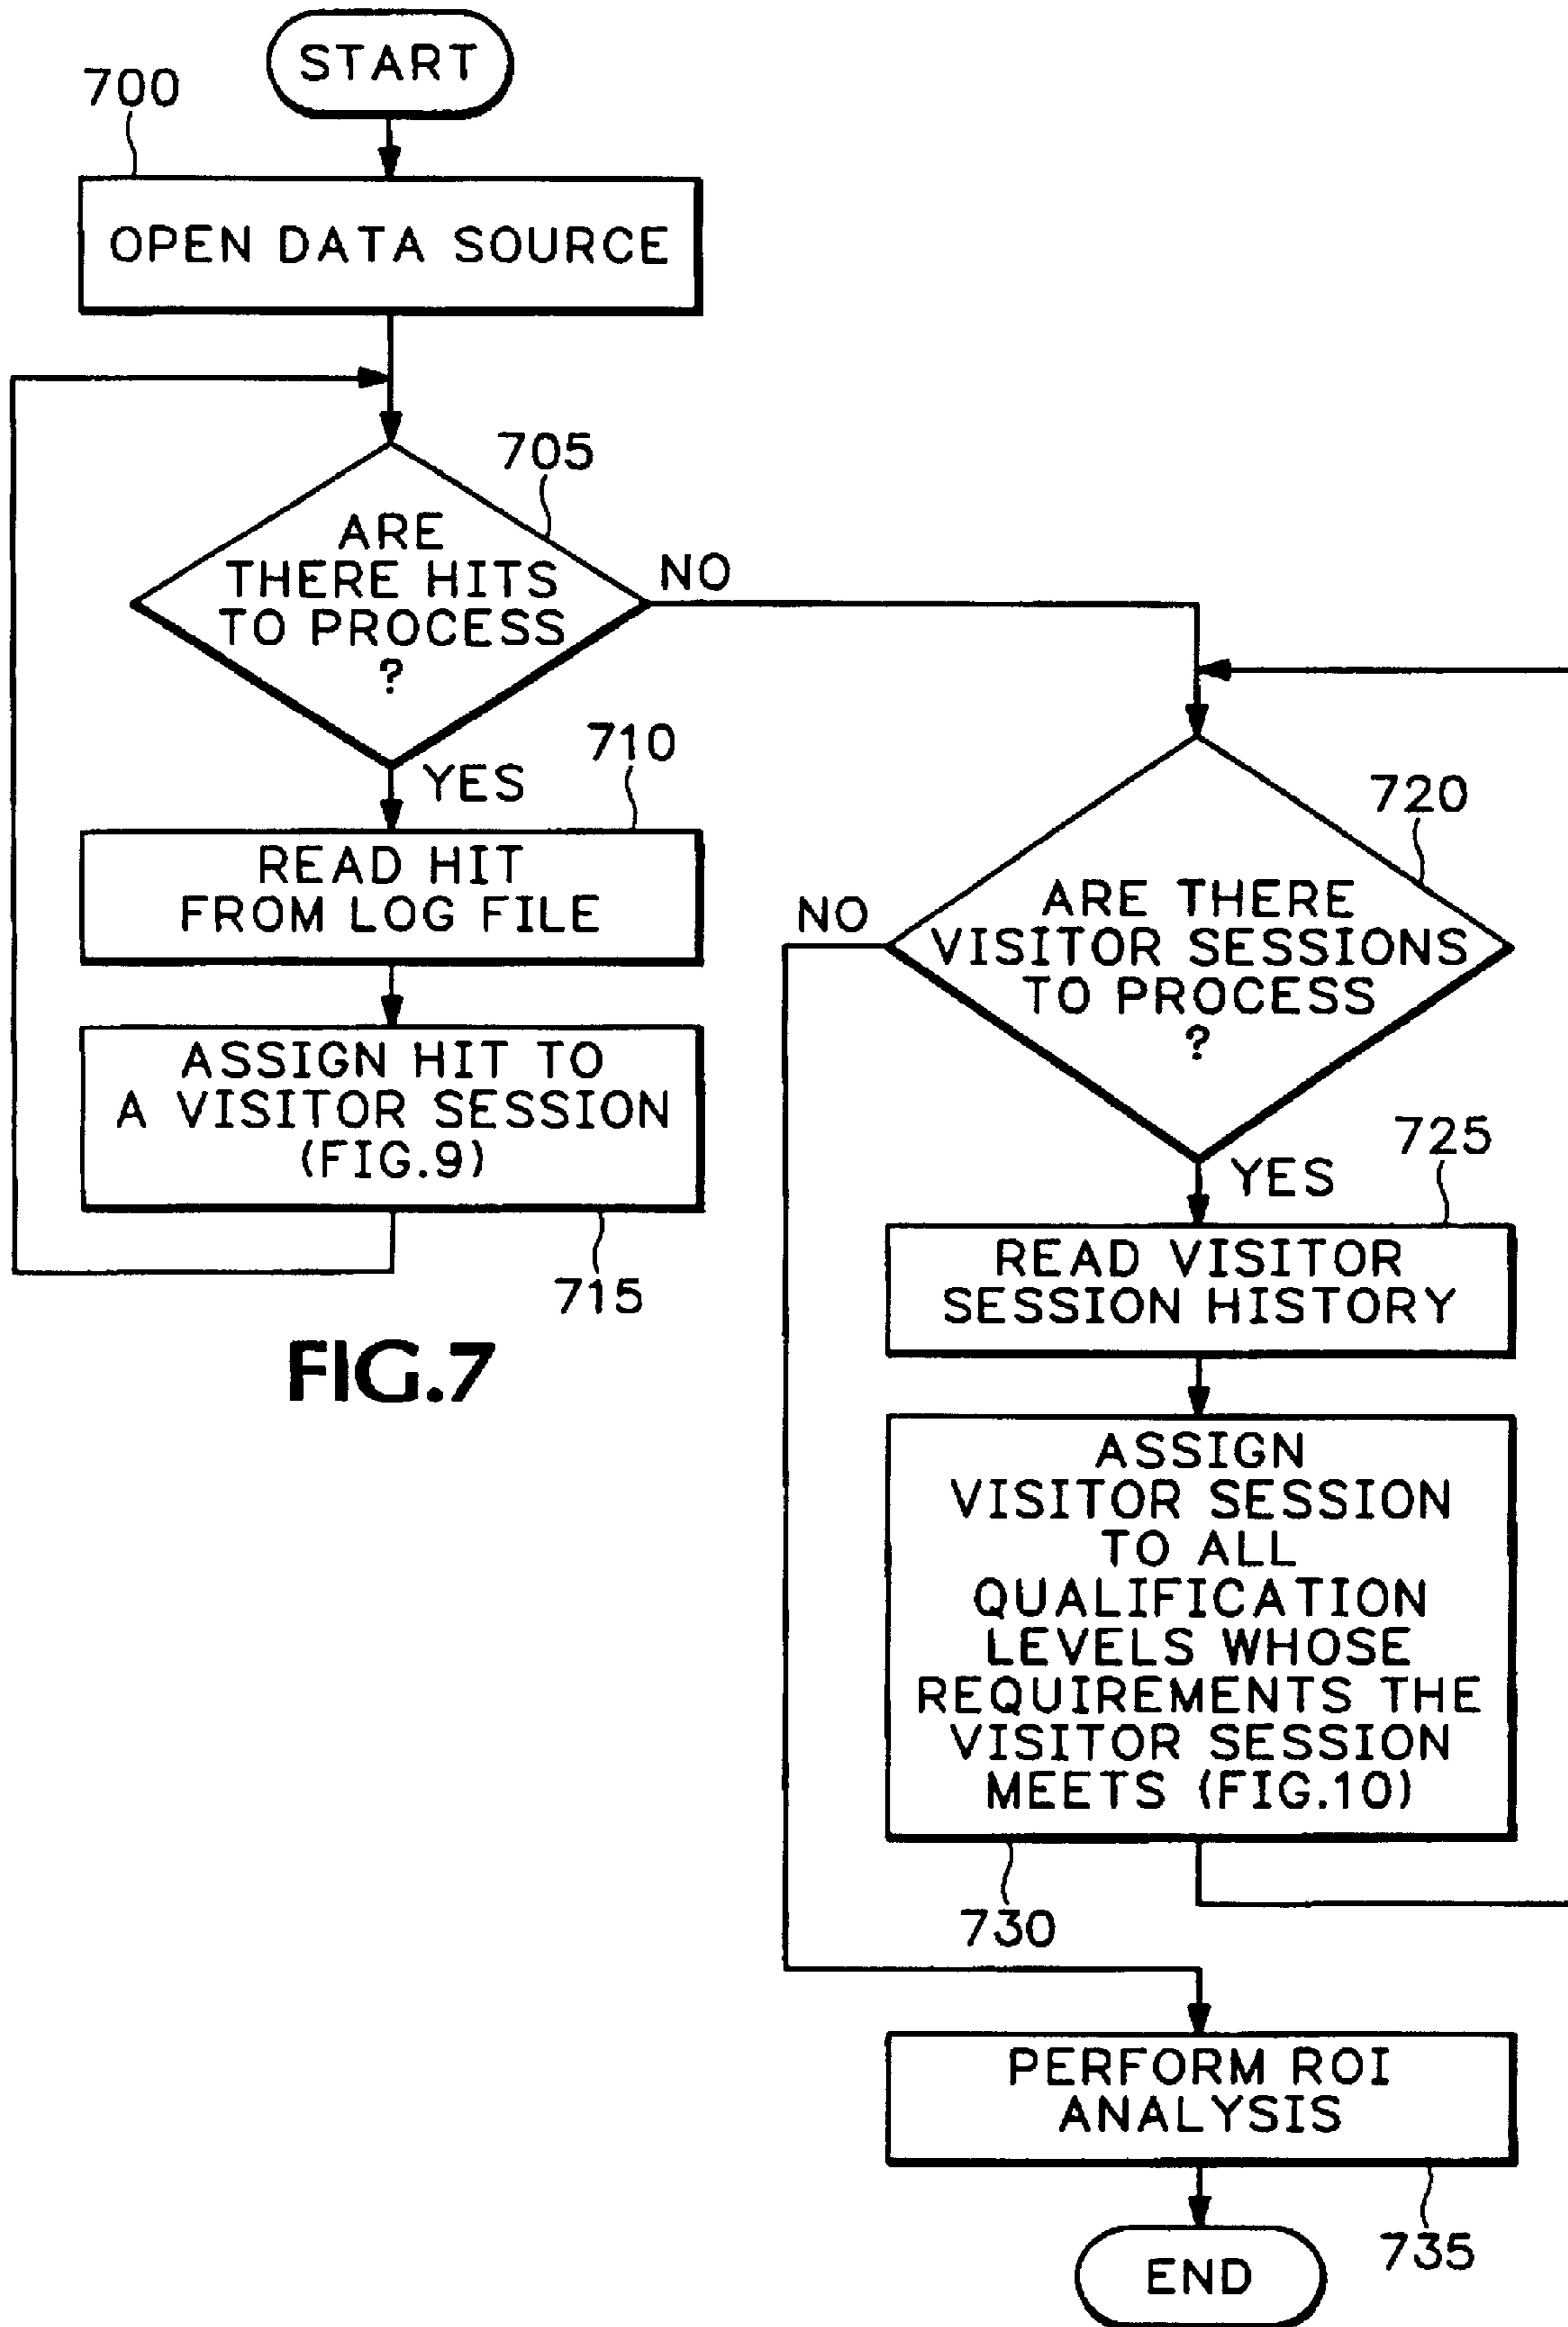 START
700
OPEN DATA SOURCE
705
ARE
THERE HITS
TO PROCESS
?
NO
YES
710
READ HIT
FROM LOG FILE
ASSIGN HIT TO
A VISITOR SESSION
(FIG.9)
715
FIG.7
720
ARE THERE
VISITOR SESSIONS
TO PROCESS
?
NO
YES
725
READ VISITOR
SESSION HISTORY
ASSIGN
VISITOR SESSION
TO ALL
QUALIFICATION
LEVELS WHOSE
REQUIREMENTS THE
VISITOR SESSION
MEETS (FIG.10)
730
PERFORM ROI
ANALYSIS
735
END